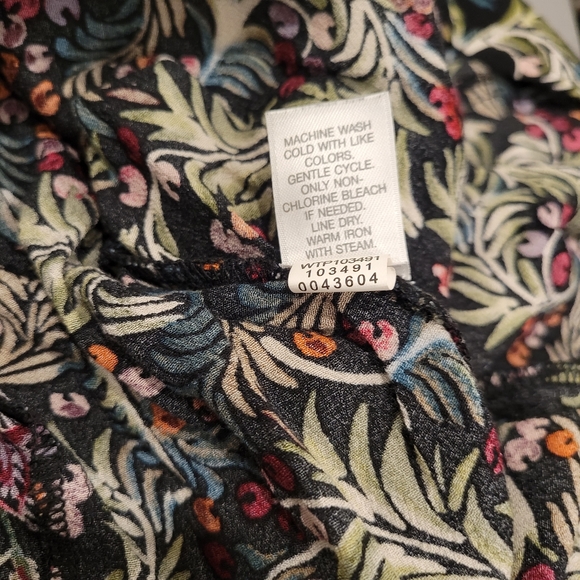 MACHINE WASH
COLD WITH LIKE
COLORS.
GENTLE CYCLE.
ONLY NON-
CHLORINE BLEACH
IF NEEDED.
LINE DRY.
WARM IRON
WITH STEAM.
WTP103491
103491
0043604